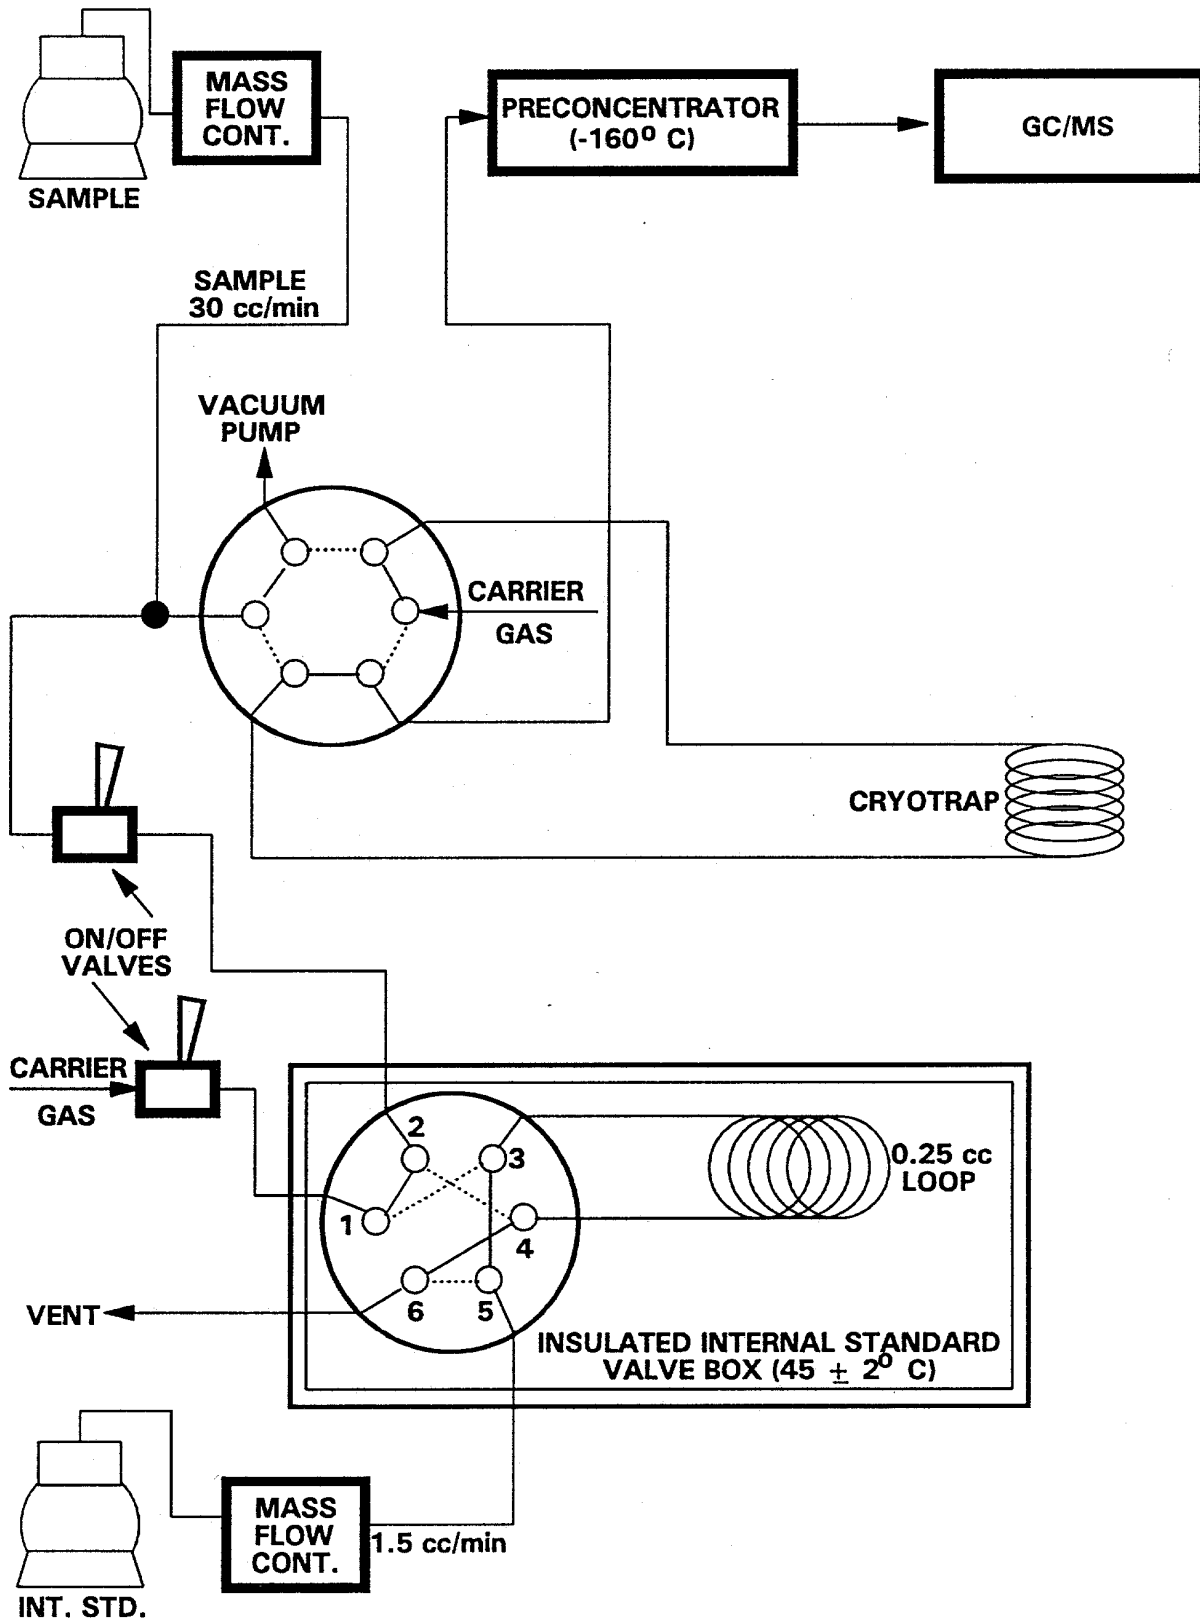 MASS
FLOW
CONT.
SAMPLE
PRECONCENTRATOR
(-160⁰ C)
GC/MS
SAMPLE
30 cc/min
VACUUM
PUMP
CARRIER
GAS
CRYOTRAP
ON/OFF
VALVES
CARRIER
GAS
2
3
1
4
6
5
0.25 cc
LOOP
VENT
INSULATED INTERNAL STANDARD
VALVE BOX (45 ± 2⁰ C)
MASS
FLOW
CONT.
1.5 cc/min
INT. STD.